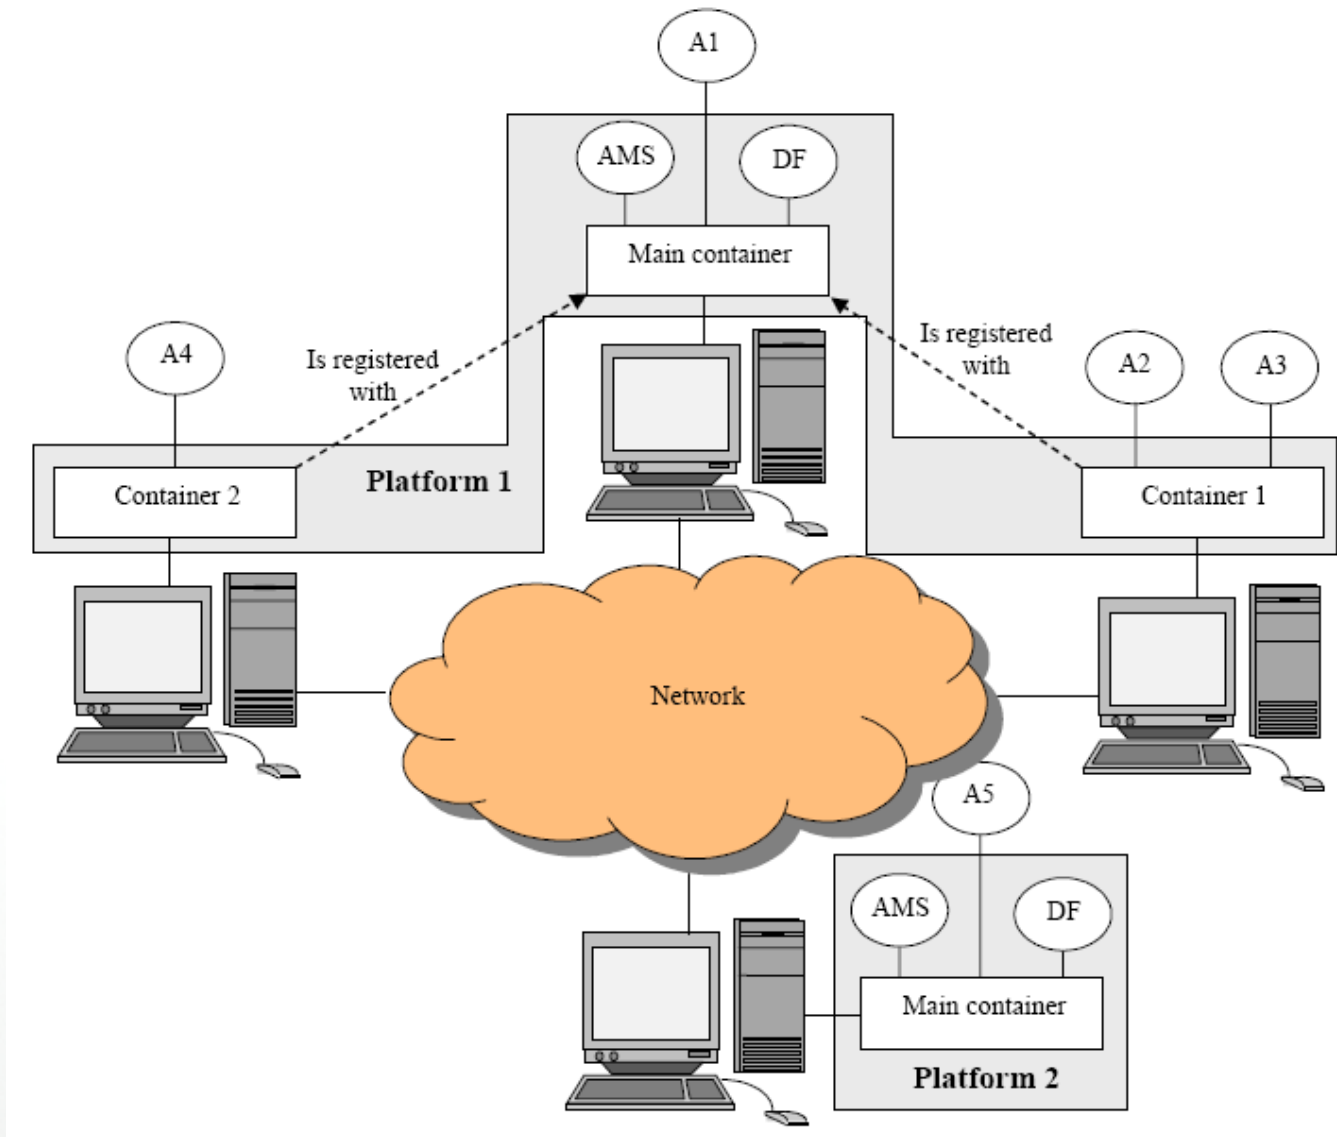 A1
AMS
DF
Main container
Is registered
with
Is registered
with
A4
A2
A3
Platform 1
Container 2
Container 1
Network
A5
AMS
DF
Main container
Platform 2